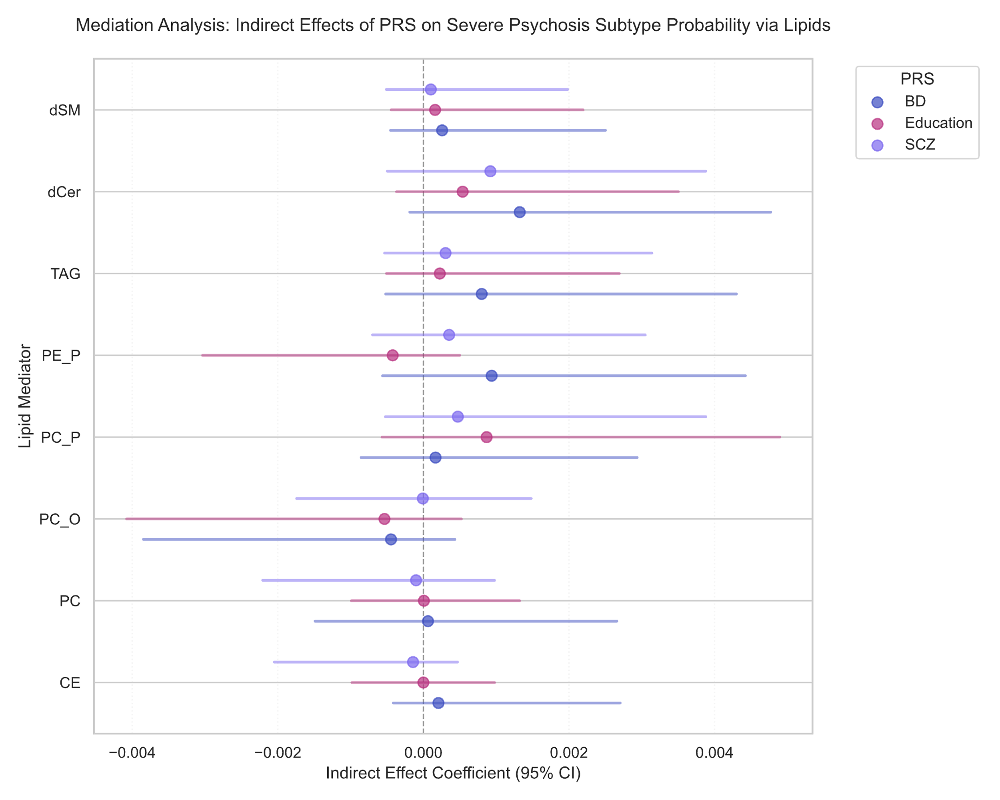 Mediation Analysis: Indirect Effects of PRS on Severe Psychosis Subtype Probability via Lipids
PRS
BD
Education
SCZ
Lipid Mediator
dSM
dCer
TAG
PE_P
PC_P
PC_O
PC
CE
−0.004
−0.002
0.000
0.002
0.004
Indirect Effect Coefficient (95% CI)